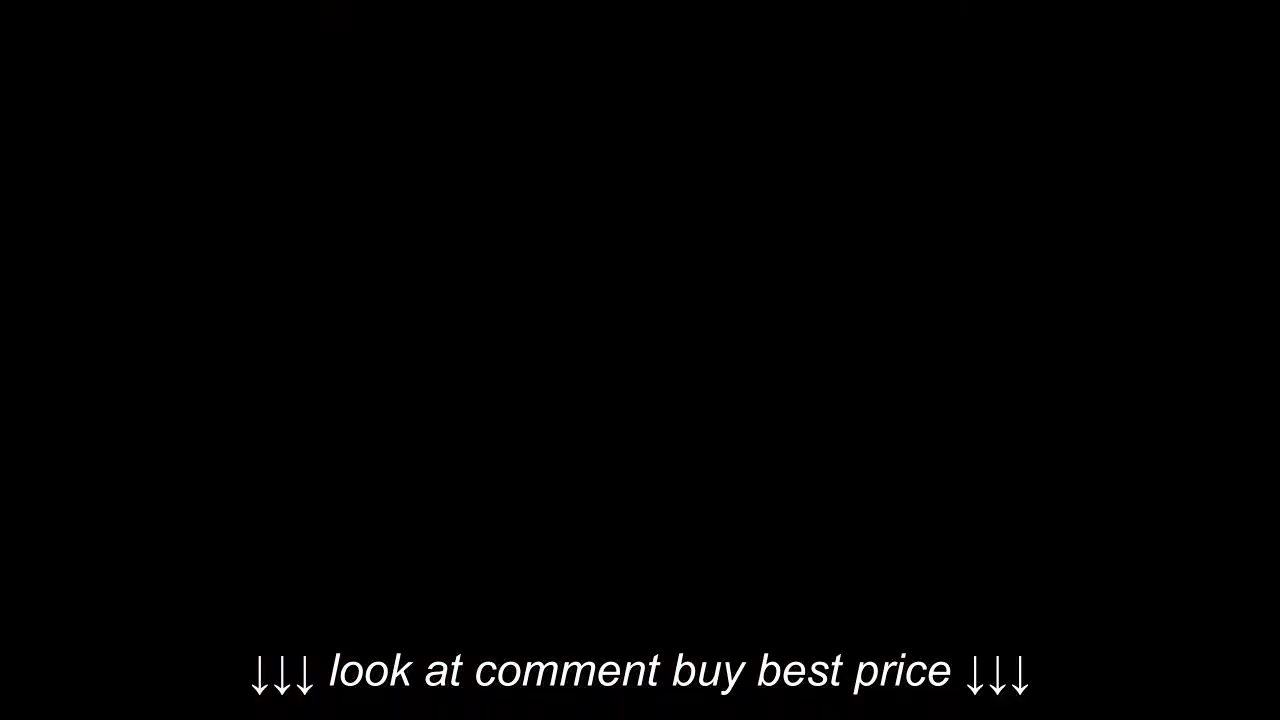 ↓↓↓ look at comment buy best price ↓↓↓